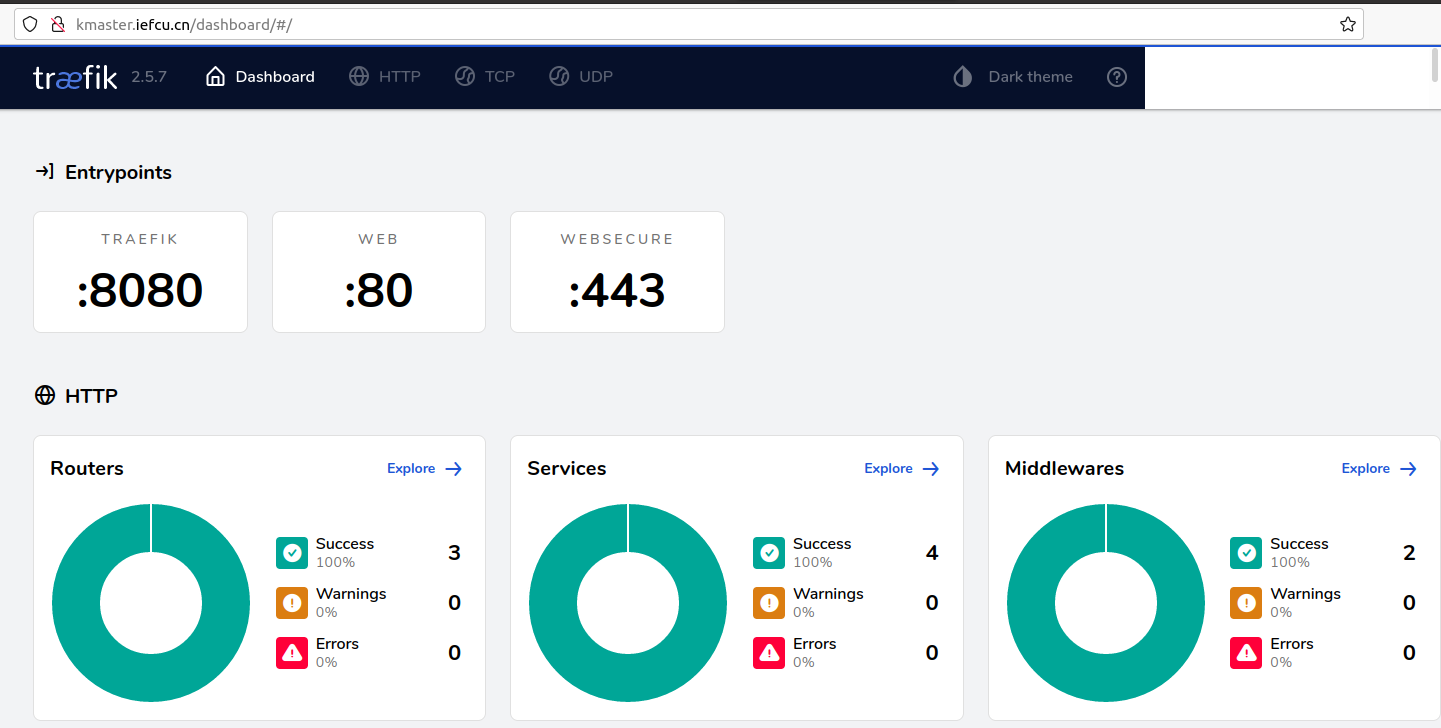 kmaster.iefcu.cn/dashboard/#/
træfik 2.5.7 Dashboard HTTP TCP UDP Dark theme
Entrypoints
TRAEFIK WEB WEBSECURE
:8080 :80 :443
HTTP
Routers Explore
Success 3
100%
Warnings 0
0%
Errors 0
0%
Services Explore
Success 4
100%
Warnings 0
0%
Errors 0
0%
Middlewares Explore
Success 2
100%
Warnings 0
0%
Errors 0
0%